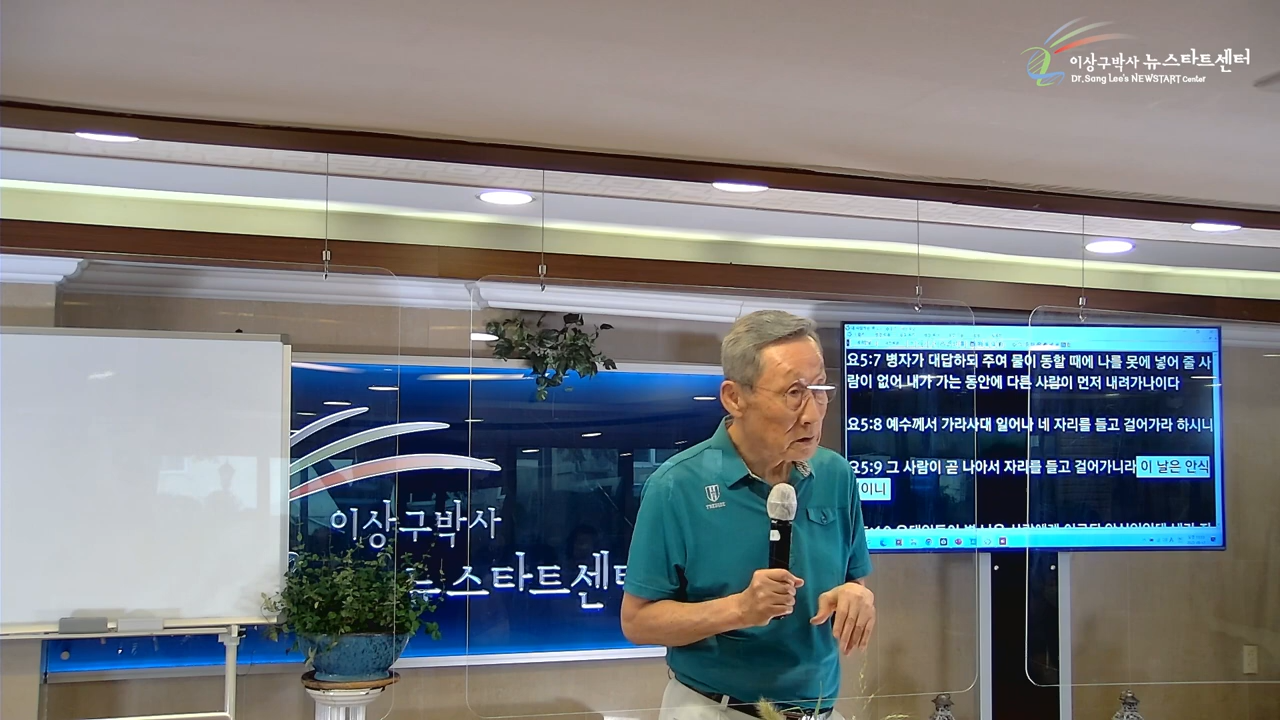 이상구박사 뉴스타트센터
Dr. Sang Lee's NEWSTART Center
요5:7 병자가 대답하되 주여 물이 동할 때에 나를 못에 넣어 줄 사
람이 없어 내가 가는 동안에 다른 사람이 먼저 내려가나이다
요5:8 예수께서 가라사대 일어나 네 자리를 들고 걸어가라 하시니
요5:9 그 사람이 곧 나아서 자리를 들고 걸어가니라 이 날은 안식
이니
이상구박사
뉴스타트센